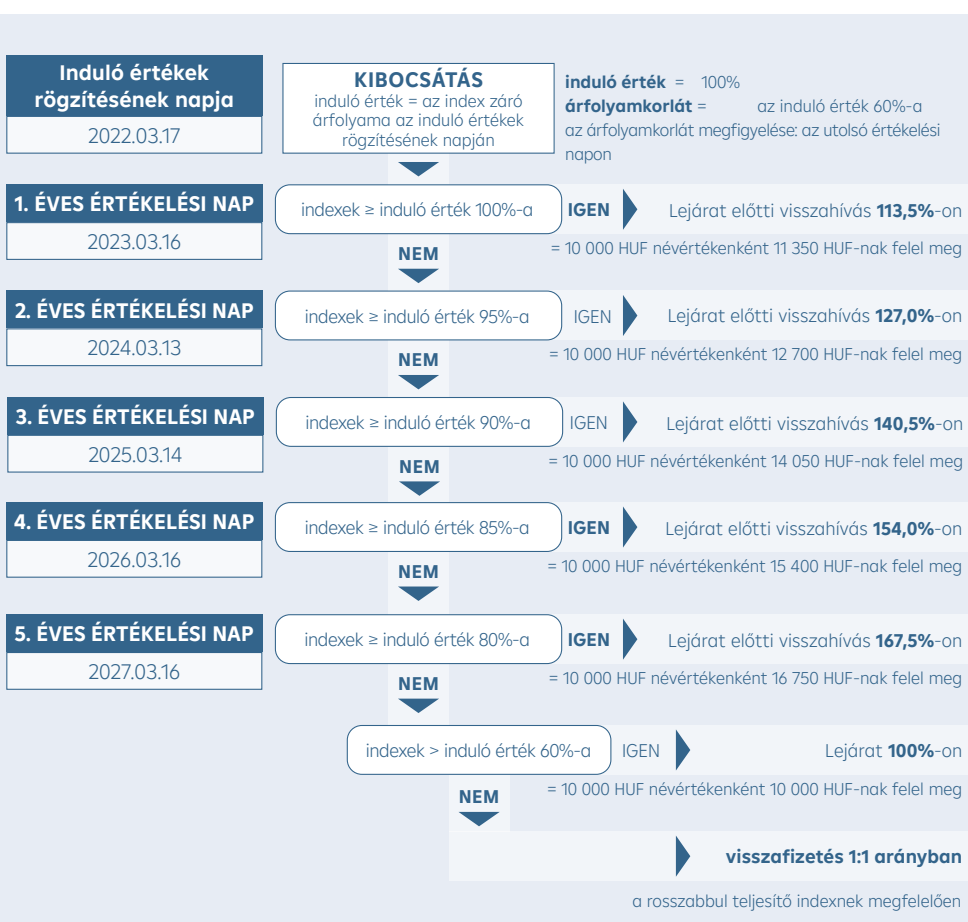 Induló értékek
rögzítésének napja
2022.03.17
KIBOCSÁTÁS
induló érték = az index záró
árfolyama az induló értékek
rögzítésének napján
induló érték = 100%
árfolyamkorlát = az induló érték 60%-a
az árfolyamkorlát megfigyelése: az utolsó értékelési
napon
1. ÉVES ÉRTÉKELÉSI NAP
2023.03.16
indexek ≥ induló érték 100%-a
IGEN
Lejárat előtti visszahívás 113,5%-on
= 10 000 HUF névértékenként 11 350 HUF-nak felel meg
NEM
2. ÉVES ÉRTÉKELÉSI NAP
2024.03.13
indexek ≥ induló érték 95%-a
IGEN
Lejárat előtti visszahívás 127,0%-on
= 10 000 HUF névértékenként 12 700 HUF-nak felel meg
NEM
3. ÉVES ÉRTÉKELÉSI NAP
2025.03.14
indexek ≥ induló érték 90%-a
IGEN
Lejárat előtti visszahívás 140,5%-on
= 10 000 HUF névértékenként 14 050 HUF-nak felel meg
NEM
4. ÉVES ÉRTÉKELÉSI NAP
2026.03.16
indexek ≥ induló érték 85%-a
IGEN
Lejárat előtti visszahívás 154,0%-on
= 10 000 HUF névértékenként 15 400 HUF-nak felel meg
NEM
5. ÉVES ÉRTÉKELÉSI NAP
2027.03.16
indexek ≥ induló érték 80%-a
IGEN
Lejárat előtti visszahívás 167,5%-on
= 10 000 HUF névértékenként 16 750 HUF-nak felel meg
NEM
indexek > induló érték 60%-a
IGEN
Lejárat 100%-on
= 10 000 HUF névértékenként 10 000 HUF-nak felel meg
NEM
visszafizetés 1:1 arányban
a rosszabbul teljesítő indexnek megfelelően